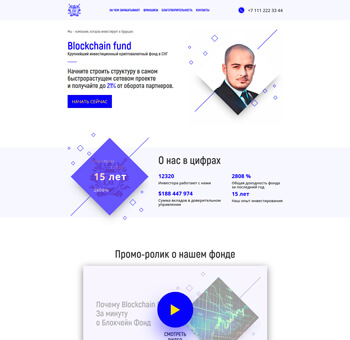 НА ЧЕМ ЗАРАБАТЫВАЕТ ФРАНШИЗА БЛАГОТВОРИТЕЛЬНОСТЬ КОНТАКТЫ +7 111 222 33 44
Мы - компания, которая инвестирует в будущее
Blockchain fund
Крупнейший инвестиционный криптовалютный фонд в СНГ
Начните строить структуру в самом
быстрорастущем сетевом проекте
и получайте до 21% от оборота партнеров.
НАЧАТЬ СЕЙЧАС
О нас в цифрах
15 лет
2808 %
12320
Инвестора работают с нами
2808 %
Общая доходность фонда
за последний год
$188 447 974
Сумма вкладов в доверительном
управлении
15 лет
Наш опыт инвестирования
Промо-ролик о нашем фонде
Почему Blockchain
За минуту
о Блокчейн Фонд
СМОТРЕТЬ